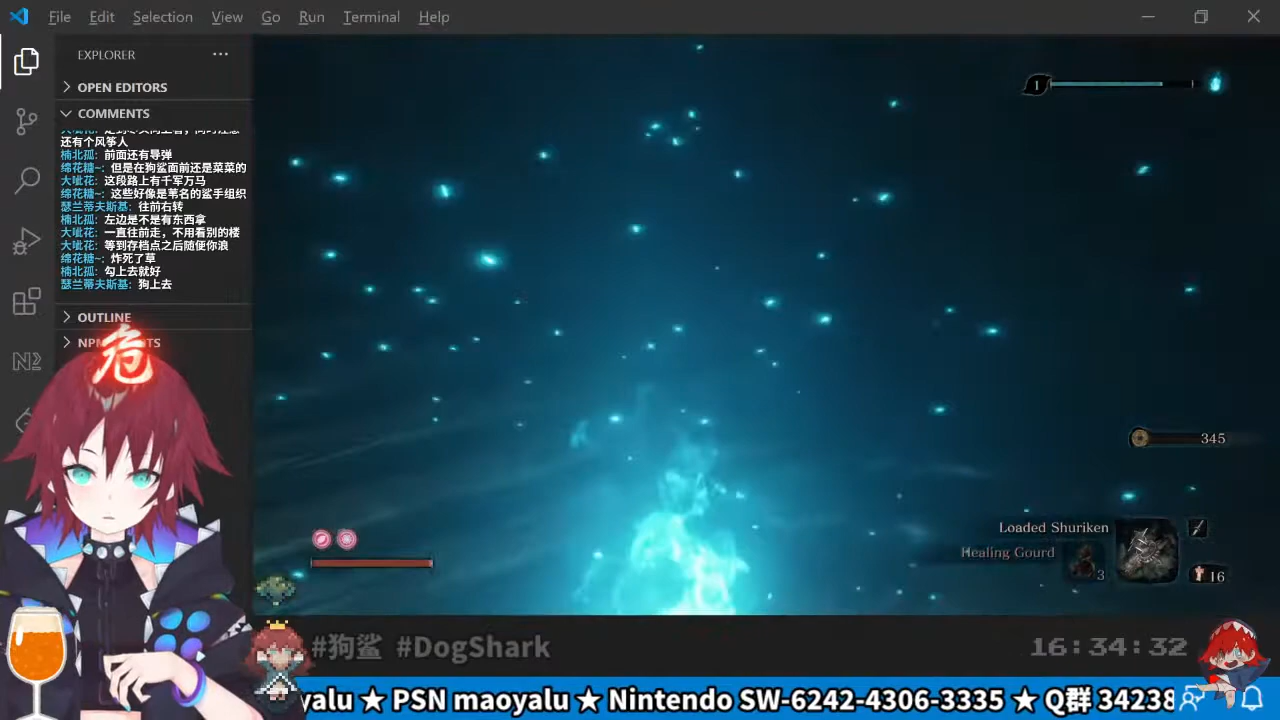 File Edit Selection View Go Run Terminal Help
EXPLORER
OPEN EDITORS
COMMENTS
还有个风筝人
楠北孤: 前面还有导弹
绵花糖~: 但是在狗鲨面前还是菜菜的
大呲花: 这段路上有千军万马
绵花糖~: 这些好像是苇名的鲨手组织
瑟兰蒂夫斯基: 往前右转
楠北孤: 左边是不是有东西拿
大呲花: 一直往前走，不用看别的楼
大呲花: 等到存档点之后随便你浪
绵花糖~: 炸死了草
楠北孤: 勾上去就好
瑟兰蒂夫斯基: 狗上去
OUTLINE
危
1
345
Loaded Shuriken
Healing Gourd
3
16
#狗鲨 #DogShark
16:34:32
yalu ★ PSN maoyalu ★ Nintendo SW-6242-4306-3335 ★ Q群 34238